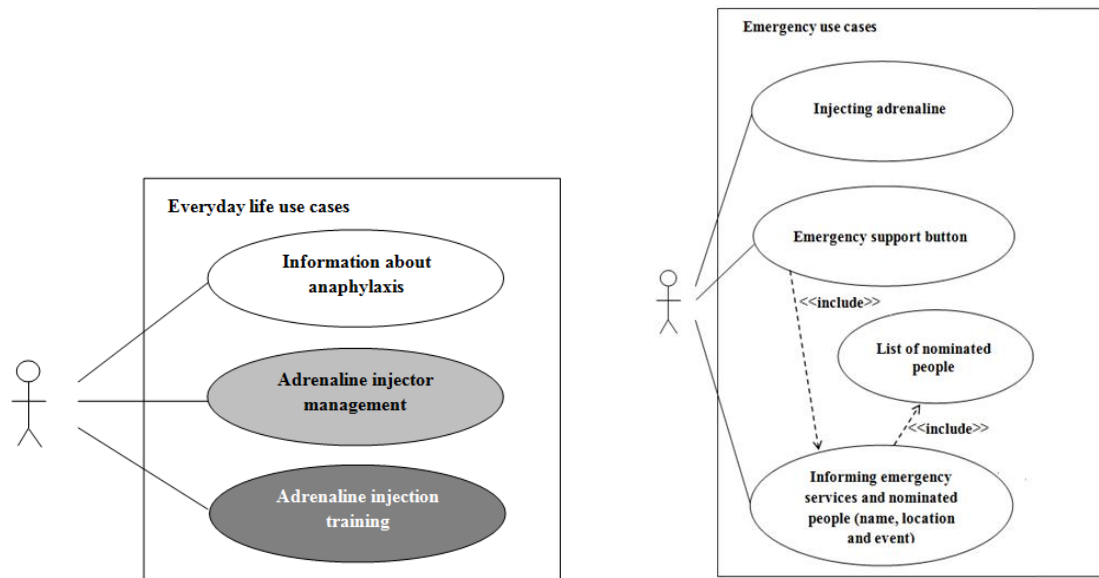 Everyday life use cases
Information about
anaphylaxis
Adrenaline injector
management
Adrenaline injection
training
Emergency use cases
Injecting adrenaline
Emergency support button
<<include>>
List of nominated
people
<<include>>
Informing emergency
services and nominated
people (name, location
and event)